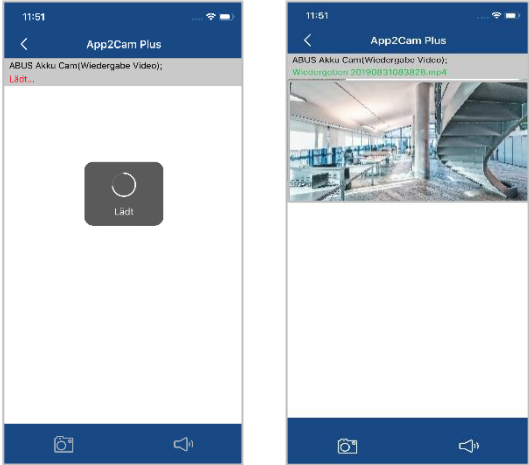 11:51
App2Cam Plus
ABUS Akku Cam(Wiedergabe Video);
Lädt...
Lädt
11:51
App2Cam Plus
ABUS Akku Cam(Wiedergabe Video);
Wiedergeben 20190831083828.mp4